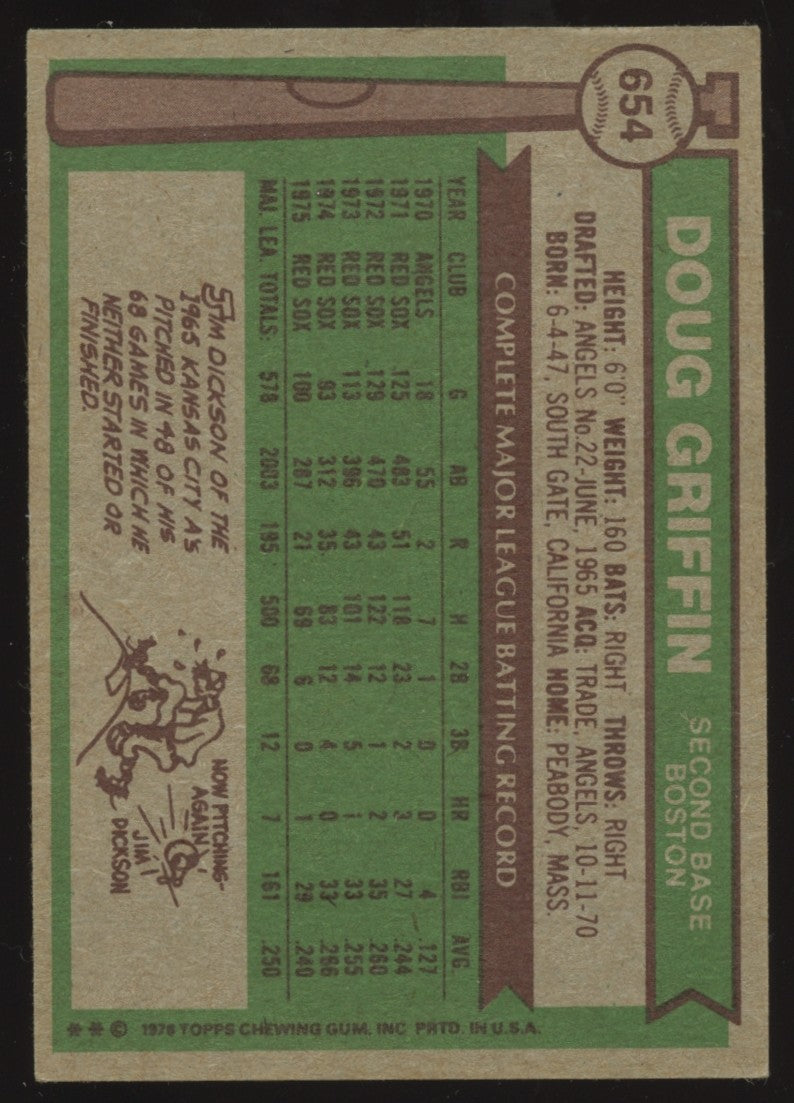 654
DOUG GRIFFIN
SECOND BASE
BOSTON
HEIGHT: 6'0" WEIGHT: 160 BATS: RIGHT THROWS: RIGHT
DRAFTED: ANGELS No.22-JUNE, 1965 ACQ: TRADE, ANGELS, 10-11-70
BORN: 6-4-47, SOUTH GATE, CALIFORNIA HOME: PEABODY, MASS.
COMPLETE MAJOR LEAGUE BATTING RECORD
YEAR CLUB G AB R H 2B 3B HR RBI AVG.
1970 ANGELS 18 55 2 7 1 0 0 4 .127
1971 RED SOX 125 483 51 118 23 2 3 27 .244
1972 RED SOX 129 470 43 122 12 1 2 35 .260
1973 RED SOX 113 396 43 101 14 5 1 33 .255
1974 RED SOX 93 312 35 83 12 4 0 33 .266
1975 RED SOX 100 287 21 69 6 0 1 29 .240
MAJ. LEA. TOTALS: 578 2003 195 500 68 12 7 161 .250
JIM DICKSON OF THE
1965 KANSAS CITY A's
PITCHED IN 48 OF HIS
68 GAMES IN WHICH HE
NEITHER STARTED OR
FINISHED.
NOW PITCHING-
AGAIN,
JIM
DICKSON
** © 1976 TOPPS CHEWING GUM, INC. PRTD. IN U.S.A.